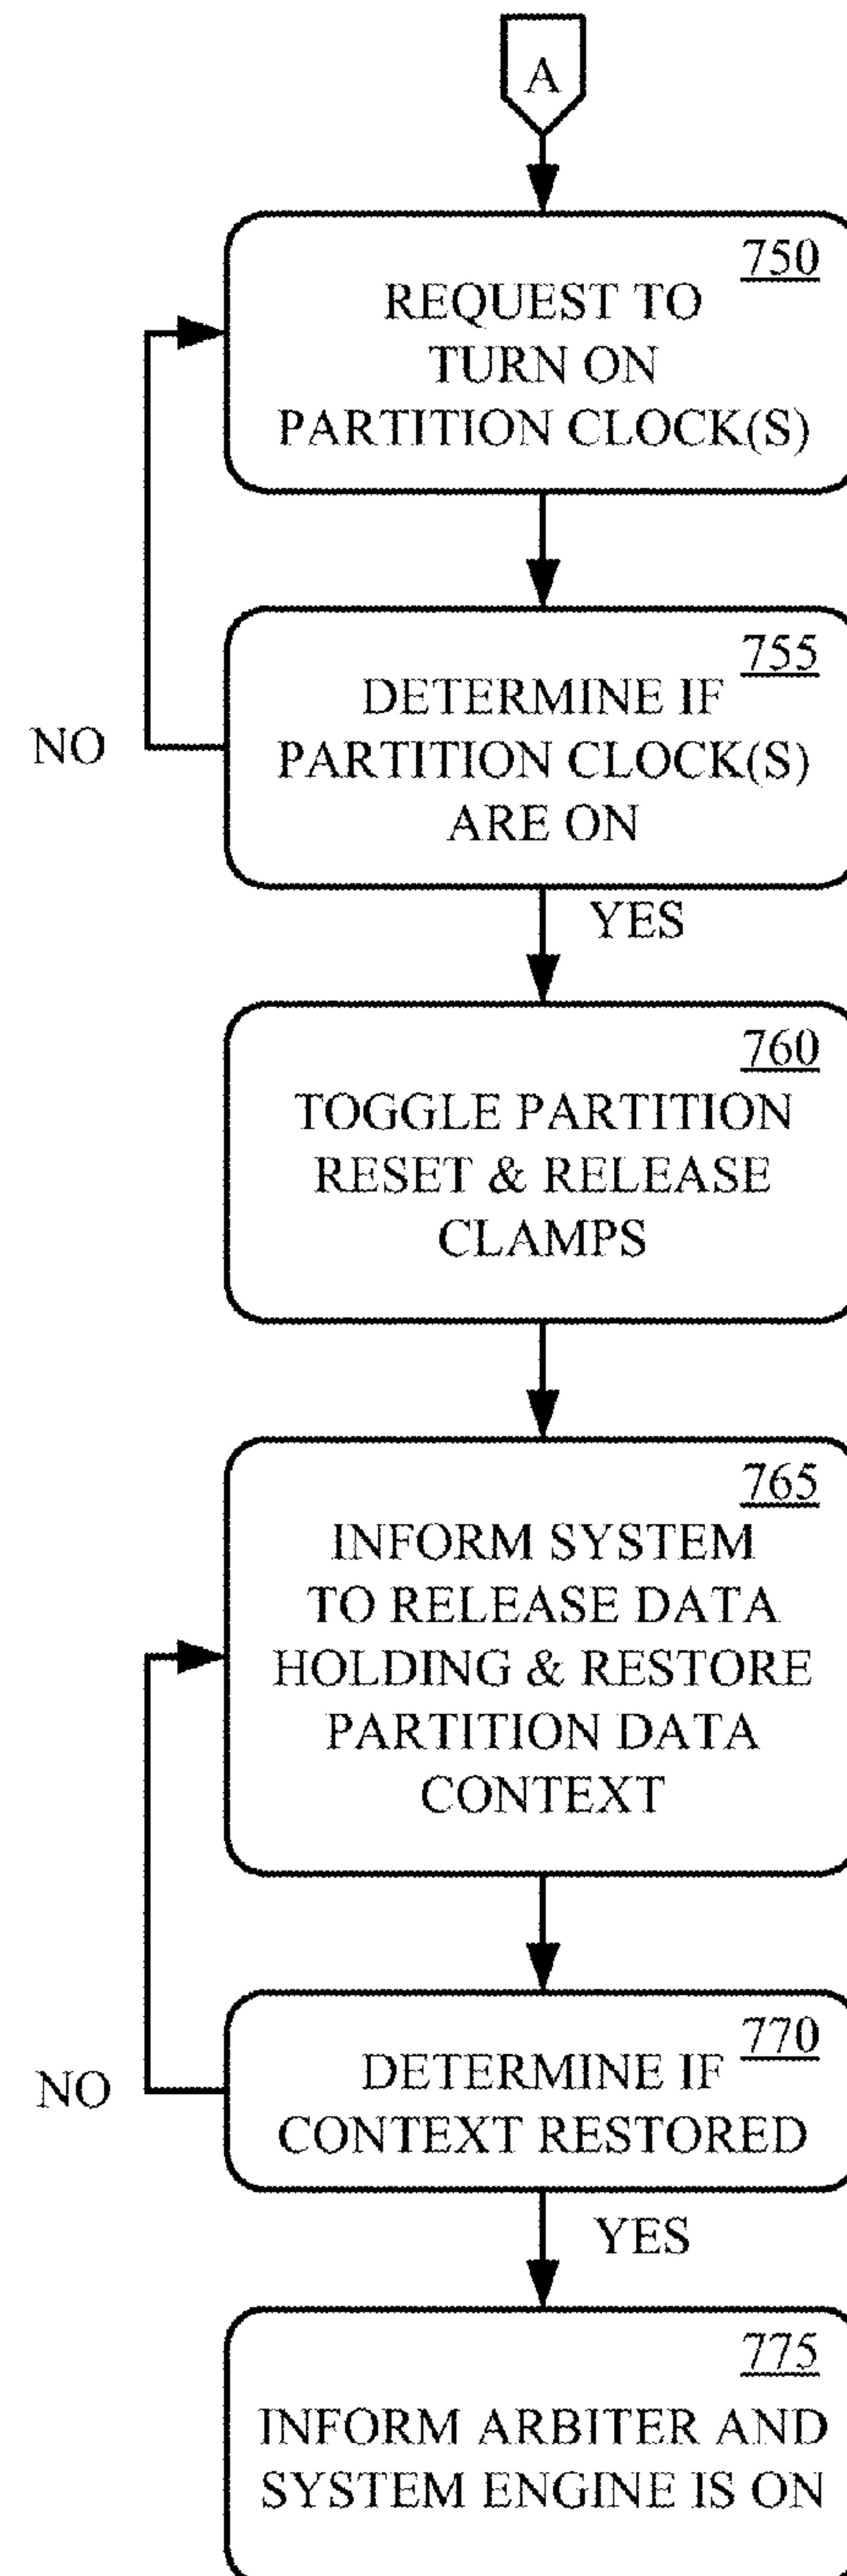 A
750
REQUEST TO
TURN ON
PARTITION CLOCK(S)
755
DETERMINE IF
PARTITION CLOCK(S)
ARE ON
NO
YES
760
TOGGLE PARTITION
RESET & RELEASE
CLAMPS
765
INFORM SYSTEM
TO RELEASE DATA
HOLDING & RESTORE
PARTITION DATA
CONTEXT
770
DETERMINE IF
CONTEXT RESTORED
NO
YES
775
INFORM ARBITER AND
SYSTEM ENGINE IS ON